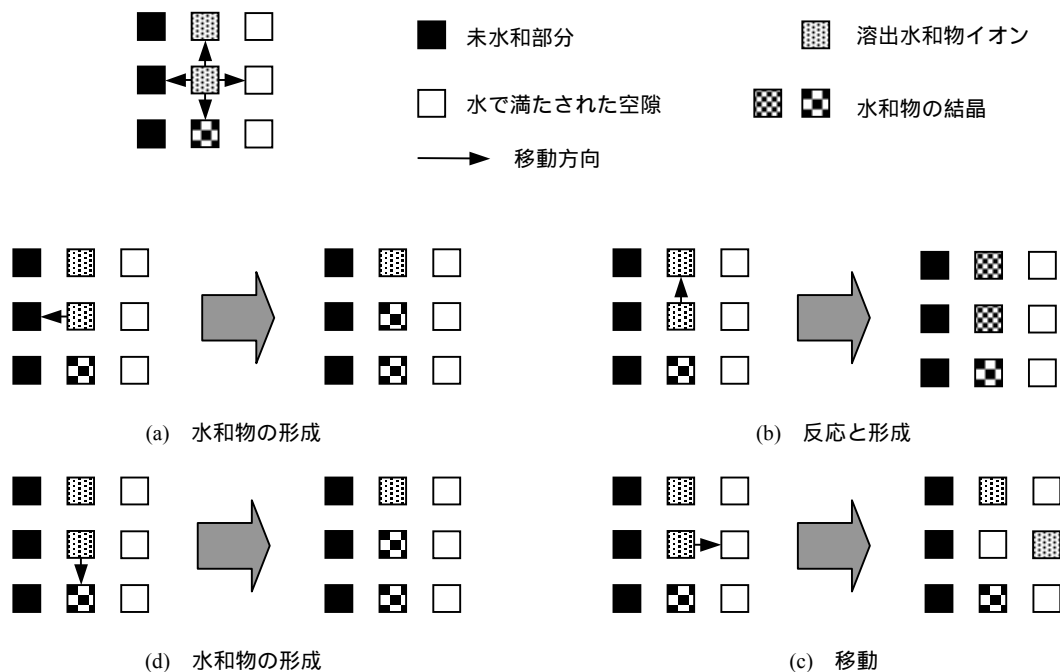 未水和部分
溶出水和物イオン
水で満たされた空隙
水和物の結晶
移動方向
(a) 水和物の形成
(b) 反応と形成
(d) 水和物の形成
(c) 移動